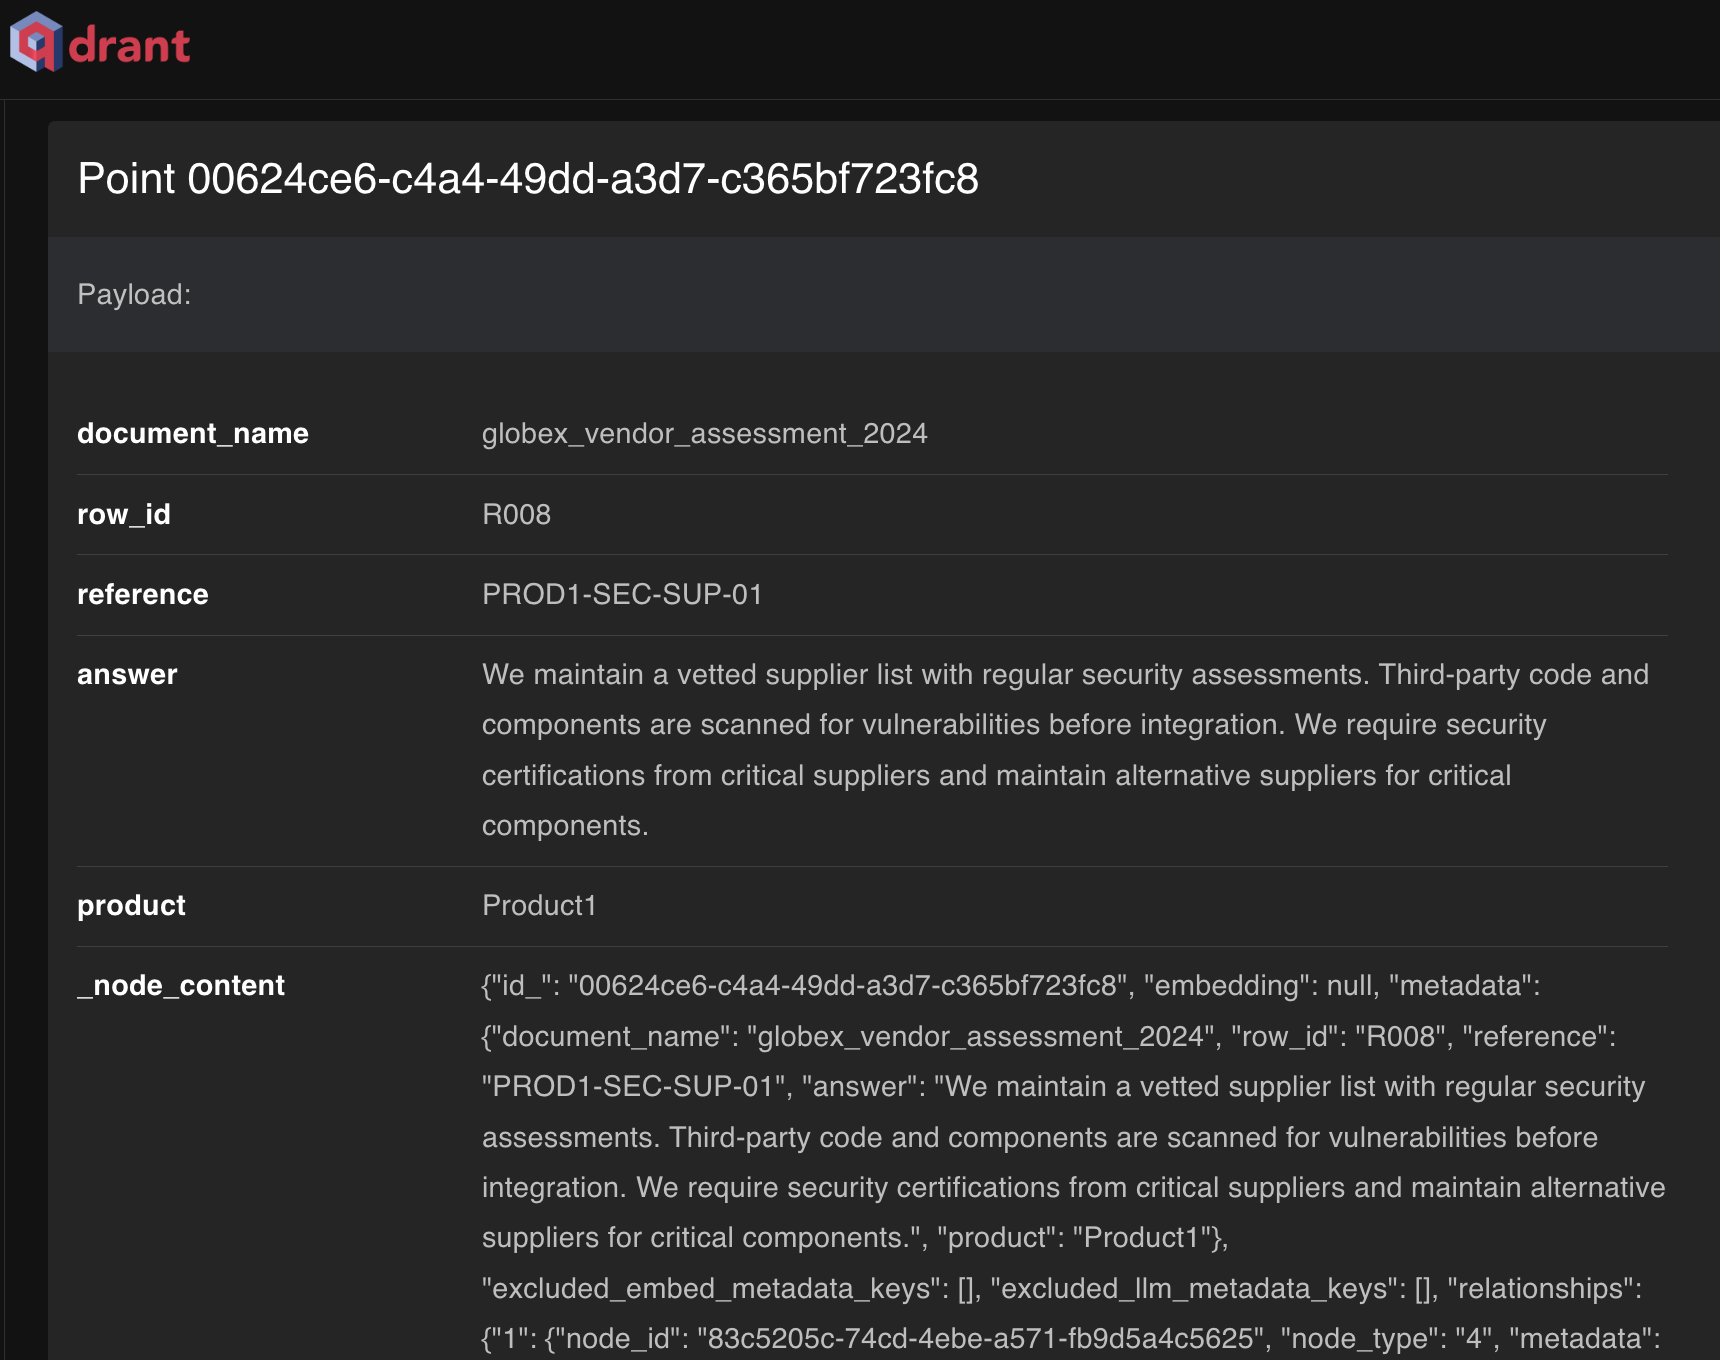 qdrant
Point 00624ce6-c4a4-49dd-a3d7-c365bf723fc8
Payload:
document_name globex_vendor_assessment_2024
row_id R008
reference PROD1-SEC-SUP-01
answer We maintain a vetted supplier list with regular security assessments. Third-party code and
components are scanned for vulnerabilities before integration. We require security
certifications from critical suppliers and maintain alternative suppliers for critical
components.
product Product1
_node_content {"id_": "00624ce6-c4a4-49dd-a3d7-c365bf723fc8", "embedding": null, "metadata":
{"document_name": "globex_vendor_assessment_2024", "row_id": "R008", "reference":
"PROD1-SEC-SUP-01", "answer": "We maintain a vetted supplier list with regular security
assessments. Third-party code and components are scanned for vulnerabilities before
integration. We require security certifications from critical suppliers and maintain alternative
suppliers for critical components.", "product": "Product1"},
"excluded_embed_metadata_keys": [], "excluded_llm_metadata_keys": [], "relationships":
{"1": {"node_id": "83c5205c-74cd-4ebe-a571-fb9d5a4c5625", "node_type": "4", "metadata":